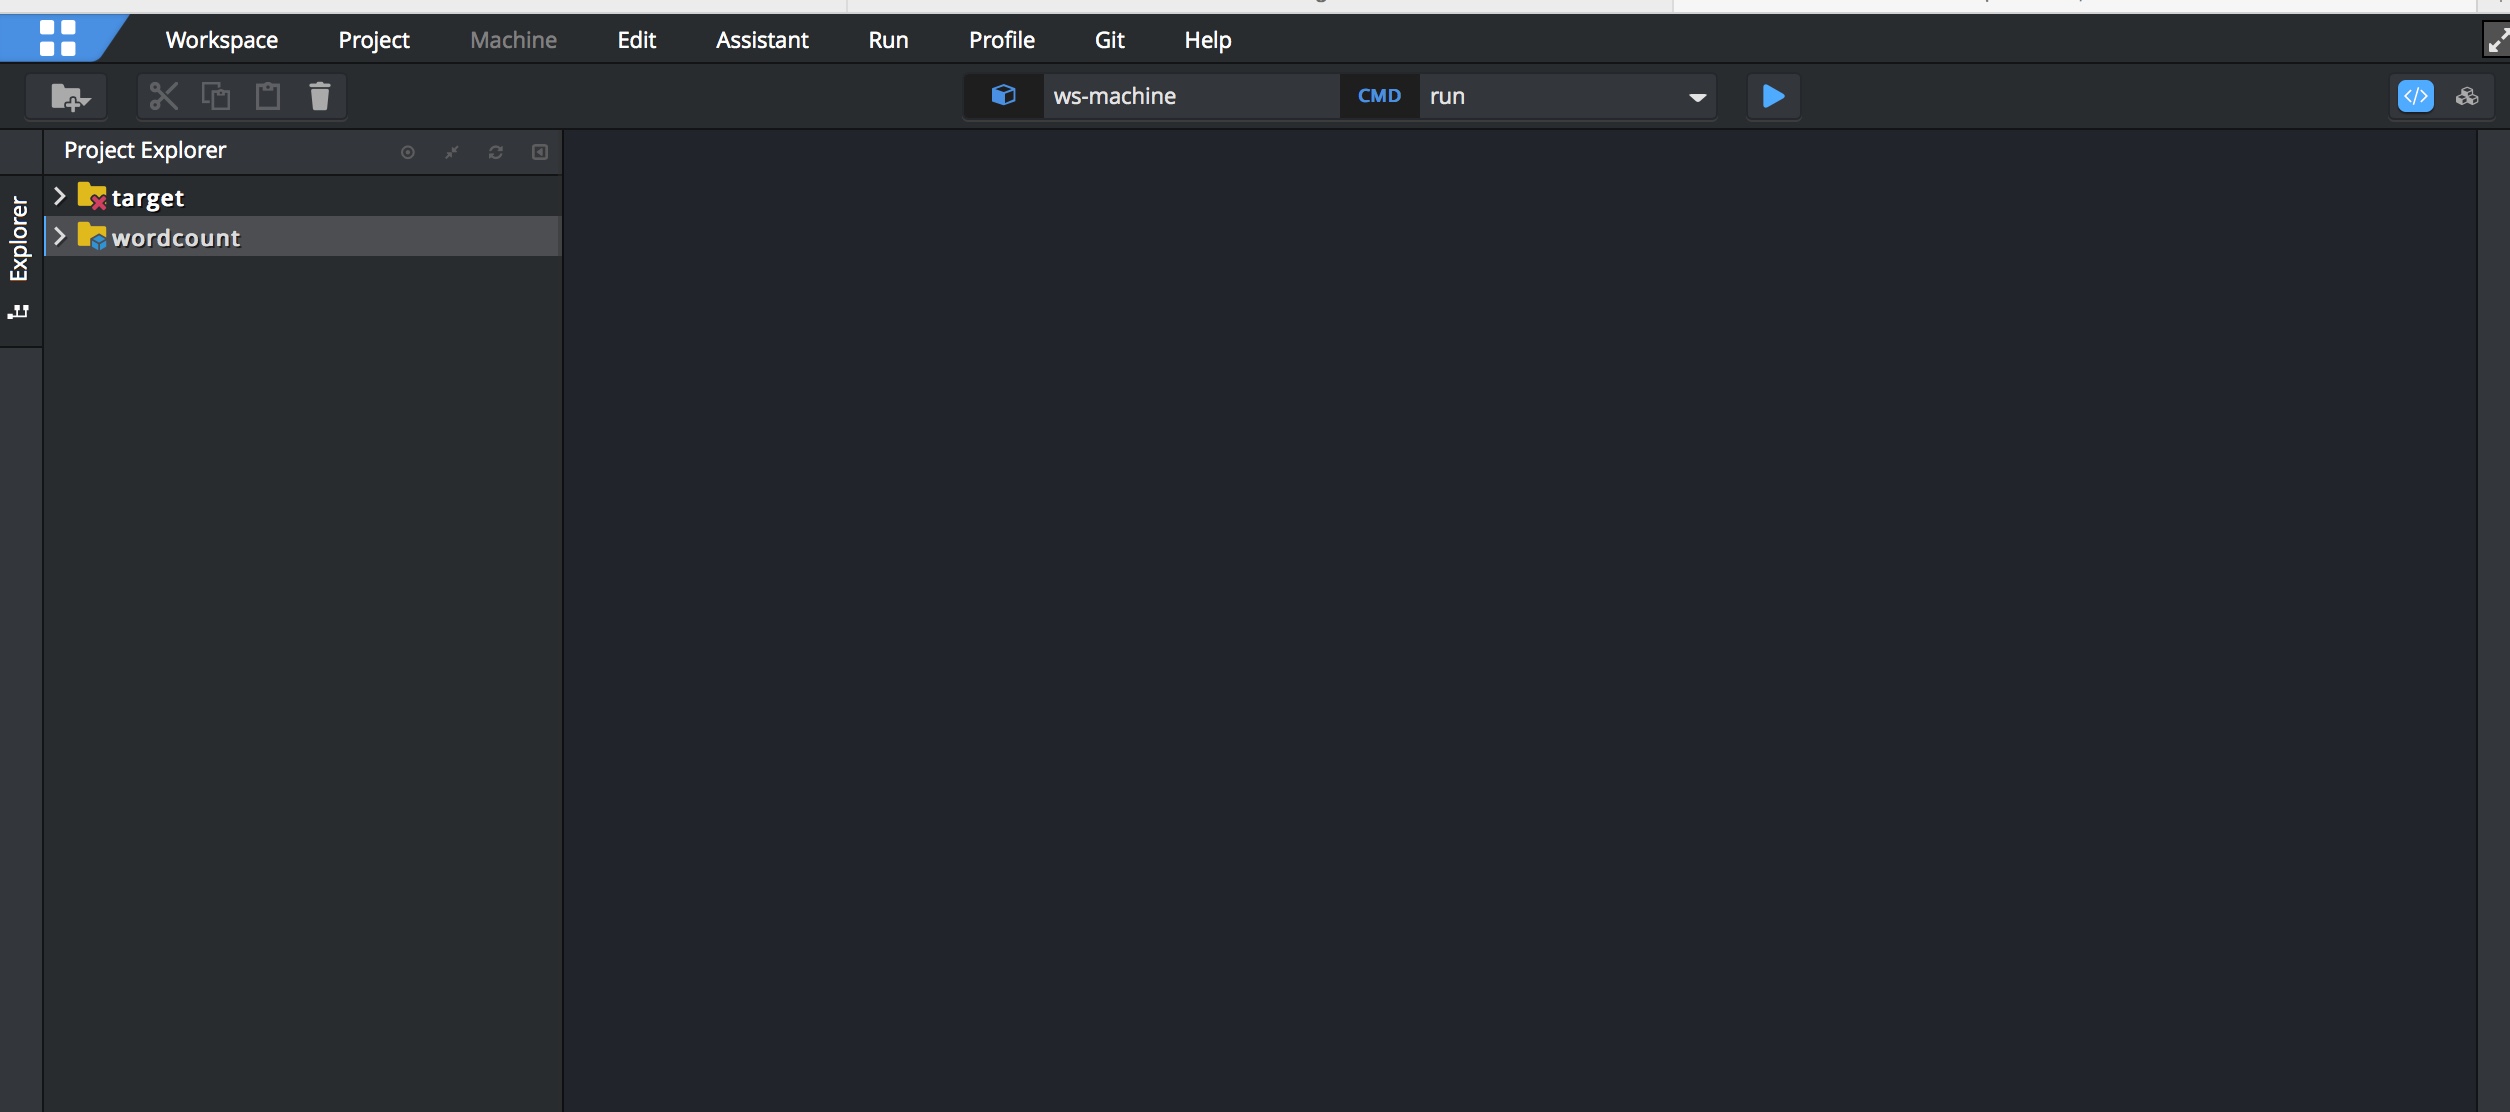 Workspace Project Machine Edit Assistant Run Profile Git Help
ws-machine CMD run
Project Explorer
target
wordcount
Explorer